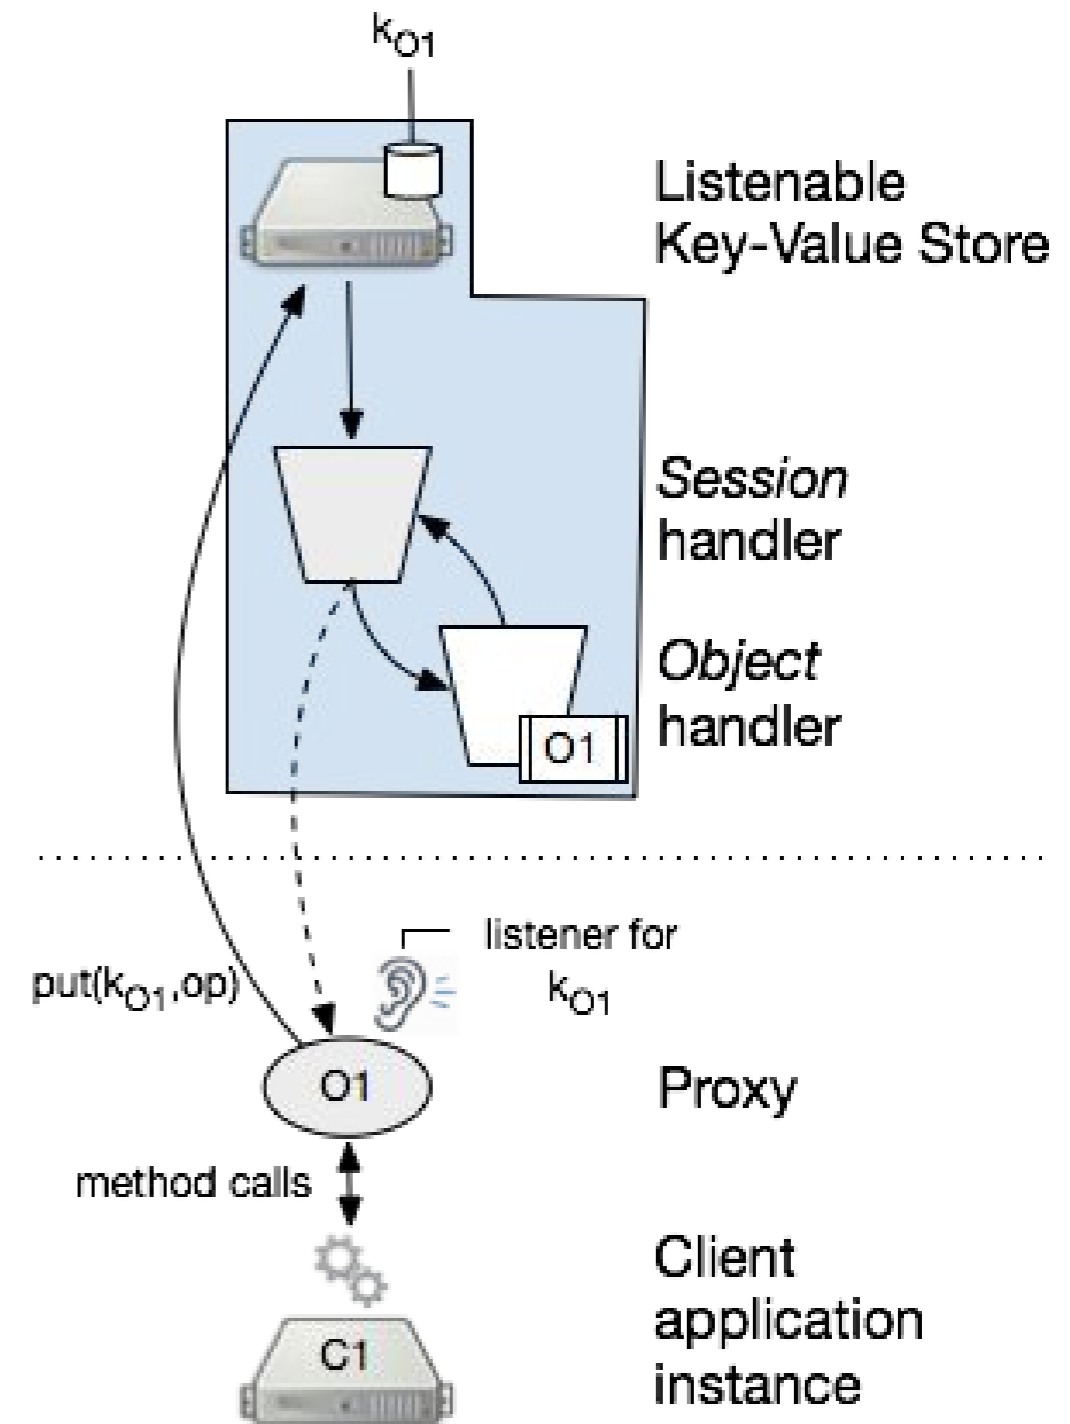 kO1
Listenable
Key-Value Store
Session
handler
Object
handler
O1
listener for
kO1
put(kO1,op)
O1
Proxy
method calls
Client
application
instance
C1